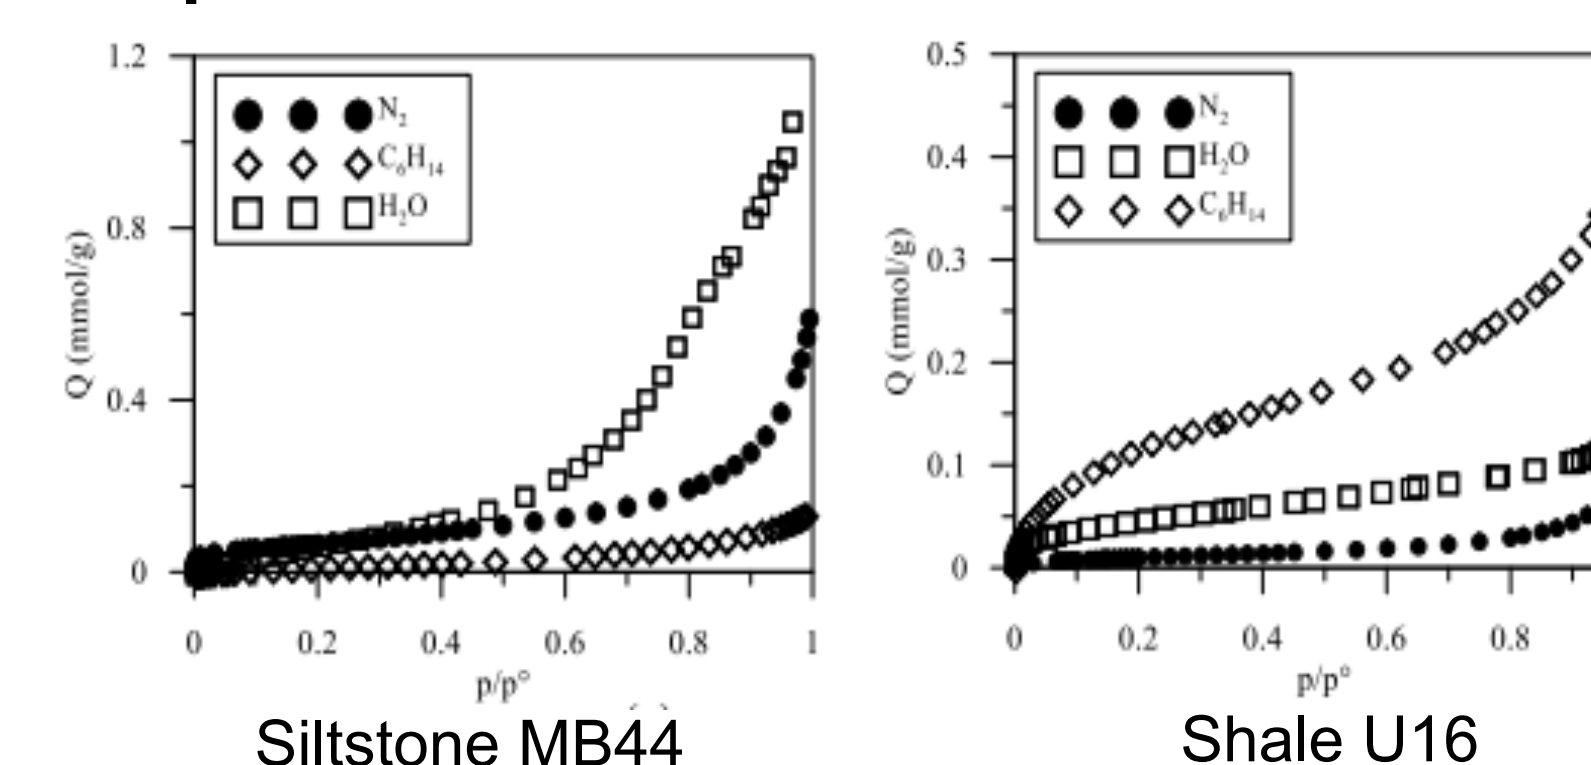 1.2
0.8
0.4
0
Q (mmol/g)
N₂
C₆H₁₄
H₂O
0 0.2 0.4 0.6 0.8 1
p/p°
Siltstone MB44
0.5
0.4
0.3
0.2
0.1
0
Q (mmol/g)
N₂
H₂O
C₆H₁₄
0 0.2 0.4 0.6 0.8
p/p°
Shale U16